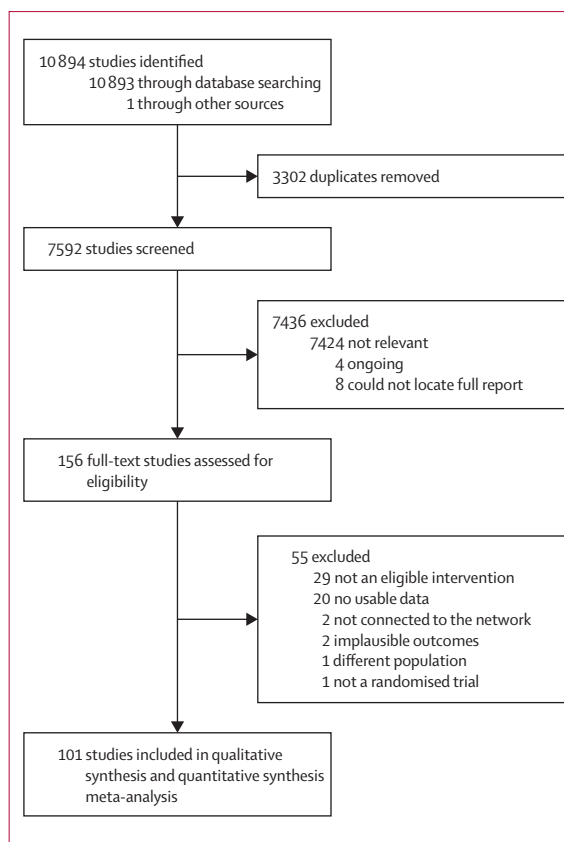 10 894 studies identified
10 893 through database searching
1 through other sources
3302 duplicates removed
7592 studies screened
7436 excluded
7424 not relevant
4 ongoing
8 could not locate full report
156 full-text studies assessed for
eligibility
55 excluded
29 not an eligible intervention
20 no usable data
2 not connected to the network
2 implausible outcomes
1 different population
1 not a randomised trial
101 studies included in qualitative
synthesis and quantitative synthesis
meta-analysis